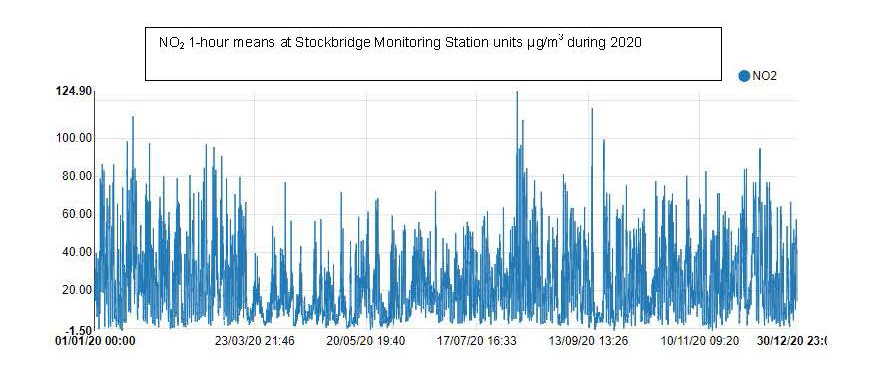 NO₂ 1-hour means at Stockbridge Monitoring Station units µg/m³ during 2020
NO2
124.90
100.00
80.00
60.00
40.00
20.00
-1.50
01/01/20 00:00 23/03/20 21:46 20/05/20 19:40 17/07/20 16:33 13/09/20 13:26 10/11/20 09:20 30/12/20 23:0